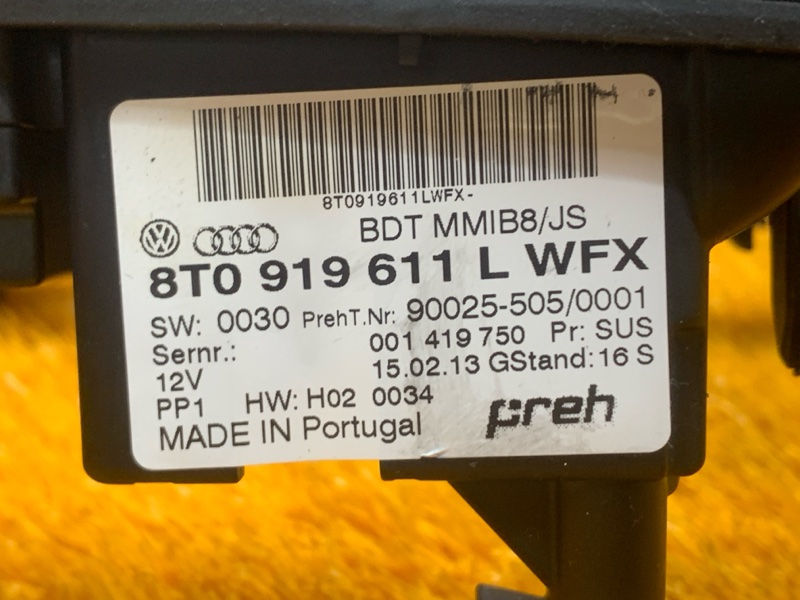 8T0919611LWFX-
BDT MMIB8/JS
8T0 919 611 L WFX
SW: 0030 PrehT.Nr: 90025-505/0001
Sernr.: 001 419 750 Pr: SUS
12V 15.02.13 GStand: 16 S
PP1 HW: H02 0034
MADE IN Portugal preh